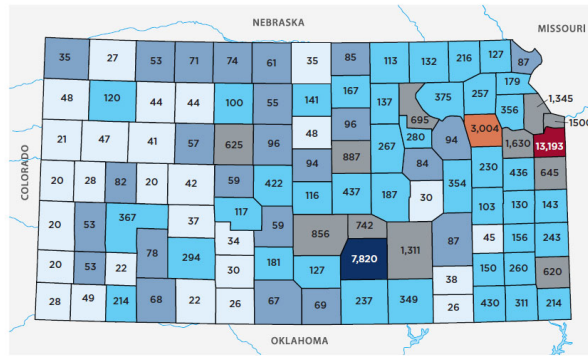 NEBRASKA
MISSOURI
COLORADO
OKLAHOMA
35 27 53 71 74 61 35 85 113 132 216 127 87
48 120 44 44 100 55 141 167 137 695 375 257 179 356 1,345
21 47 41 57 625 96 48 96 267 280 94 3,004 1,630 1500 13,193
20 28 82 20 42 59 422 94 887 187 84 30 354 230 436 645
116 437 103 130 143
20 53 367 37 117 59 856 742 1,311 87 45 156 243
20 53 22 78 294 34 30 181 127 7,820 38 150 260 620
28 49 214 68 22 26 67 69 237 349 26 430 311 214